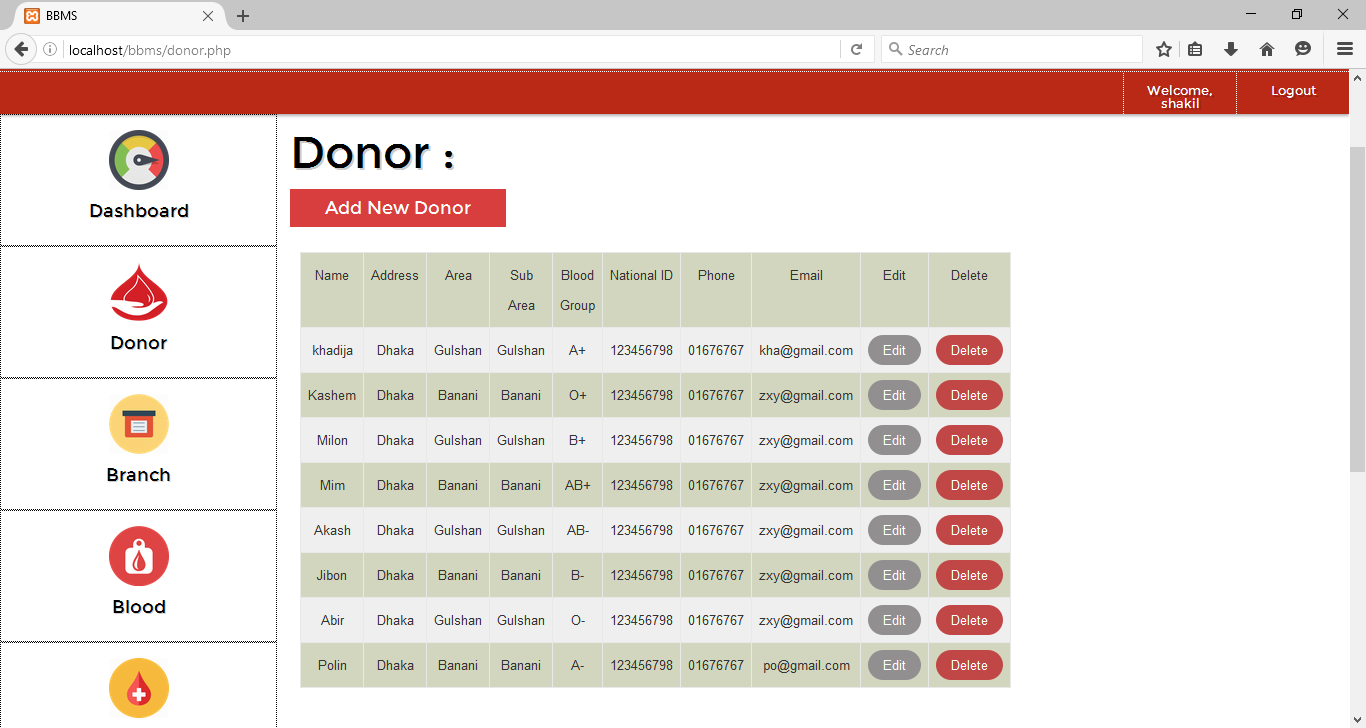 BBMS
localhost/bbms/donor.php
Search
Welcome,
shakil
Logout
Dashboard
Donor
Branch
Blood
Donor :
Add New Donor
Name Address Area Sub Area Blood Group National ID Phone Email Edit Delete
khadija Dhaka Gulshan Gulshan A+ 123456798 01676767 kha@gmail.com Edit Delete
Kashem Dhaka Banani Banani O+ 123456798 01676767 zxy@gmail.com Edit Delete
Milon Dhaka Gulshan Gulshan B+ 123456798 01676767 zxy@gmail.com Edit Delete
Mim Dhaka Banani Banani AB+ 123456798 01676767 zxy@gmail.com Edit Delete
Akash Dhaka Gulshan Gulshan AB- 123456798 01676767 zxy@gmail.com Edit Delete
Jibon Dhaka Banani Banani B- 123456798 01676767 zxy@gmail.com Edit Delete
Abir Dhaka Gulshan Gulshan O- 123456798 01676767 zxy@gmail.com Edit Delete
Polin Dhaka Banani Banani A- 123456798 01676767 po@gmail.com Edit Delete